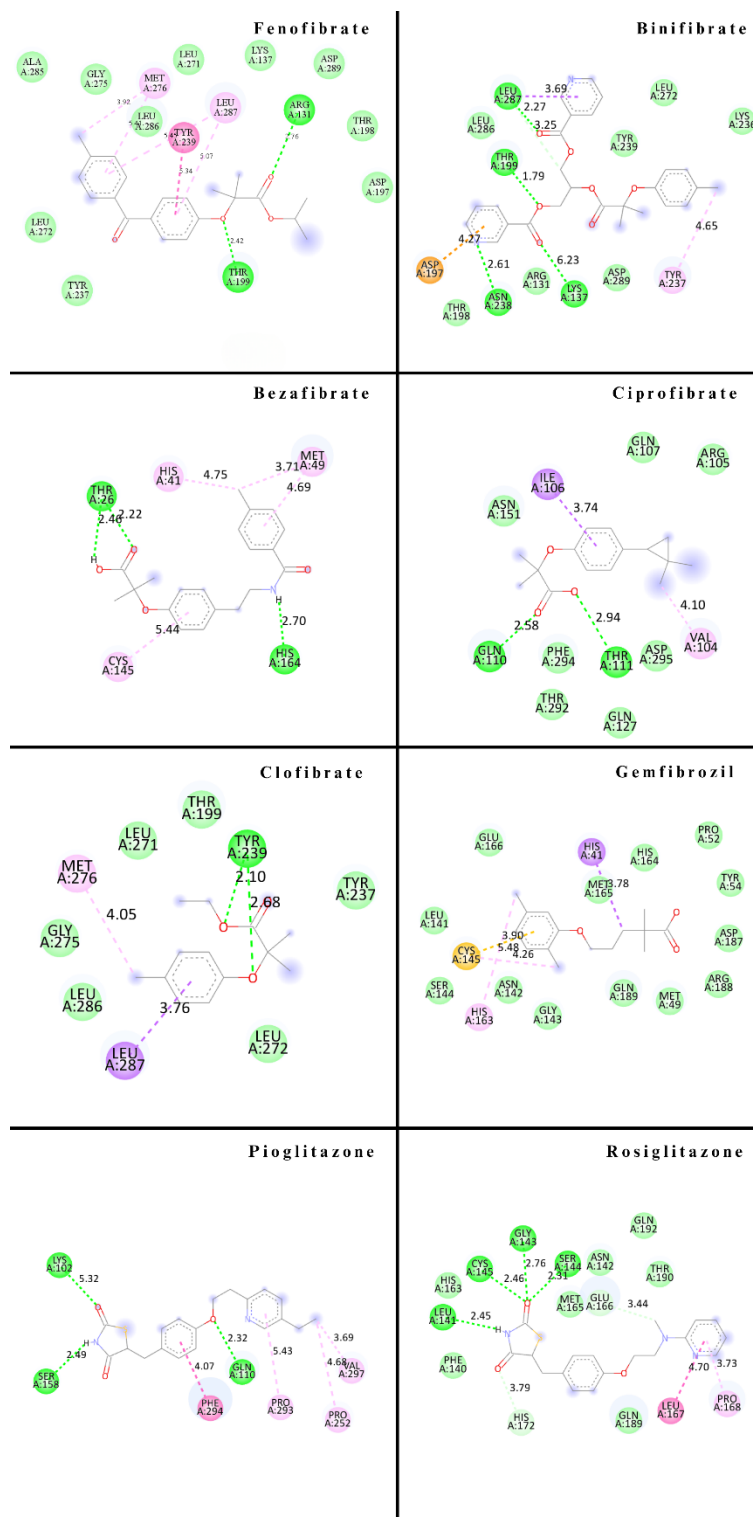 Fenofibrate
ALA
A:285
GLY
A:275
MET
A:276
LEU
A:271
LYS
A:137
ASP
A:289
3.92
LEU
A:286
LEU
A:287
ARG
A:131
THR
A:198
TYR
A:239
5.07
5.34
ASP
A:197
LEU
A:272
2.42
TYR
A:237
THR
A:199
Binifibrate
LEU
A:287
3.69
N
2.27
LEU
A:272
LYS
A:236
LEU
A:286
3.25
O
TYR
A:239
THR
A:199
1.79
O
O
O
O
O
4.65
ASP
A:197
4.27
O
6.23
2.61
ARG
A:131
ASP
A:289
TYR
A:237
THR
A:198
ASN
A:238
LYS
A:137
Bezafibrate
HIS
A:41
4.75
3.71
MET
A:49
4.69
THR
A:26
2.46
2.22
H
O
O
O
O
N
H
5.44
2.70
CYS
A:145
HIS
A:164
Ciprofibrate
GLN
A:107
ARG
A:105
ILE
A:106
ASN
A:151
3.74
O
O
O
2.58
2.94
4.10
GLN
A:110
PHE
A:294
THR
A:111
ASP
A:295
VAL
A:104
THR
A:292
GLN
A:127
Clofibrate
THR
A:199
LEU
A:271
TYR
A:239
2.10
MET
A:276
2.68
TYR
A:237
O
O
4.05
GLY
A:275
O
LEU
A:286
3.76
LEU
A:272
LEU
A:287
Gemfibrozil
GLU
A:166
HIS
A:41
HIS
A:164
PRO
A:52
MET
A:165
3.78
TYR
A:54
LEU
A:141
O
O
O
CYS
A:145
3.90
5.48
4.26
ASP
A:187
SER
A:144
ASN
A:142
GLY
A:143
GLN
A:189
MET
A:49
ARG
A:188
HIS
A:163
Pioglitazone
LYS
A:102
5.32
O
S
O
N
H
N
O
2.49
2.32
5.43
3.69
4.68
VAL
A:297
4.07
SER
A:158
PHE
A:294
GLN
A:110
PRO
A:293
PRO
A:252
Rosiglitazone
GLN
A:192
GLY
A:143
CYS
A:145
2.76
SER
A:144
ASN
A:142
HIS
A:163
2.46
2.31
THR
A:190
MET
A:165
GLU
A:166
3.44
LEU
A:141
2.45
O
H
N
S
N
N
PHE
A:140
O
O
4.70
3.73
3.79
HIS
A:172
GLN
A:189
LEU
A:167
PRO
A:168